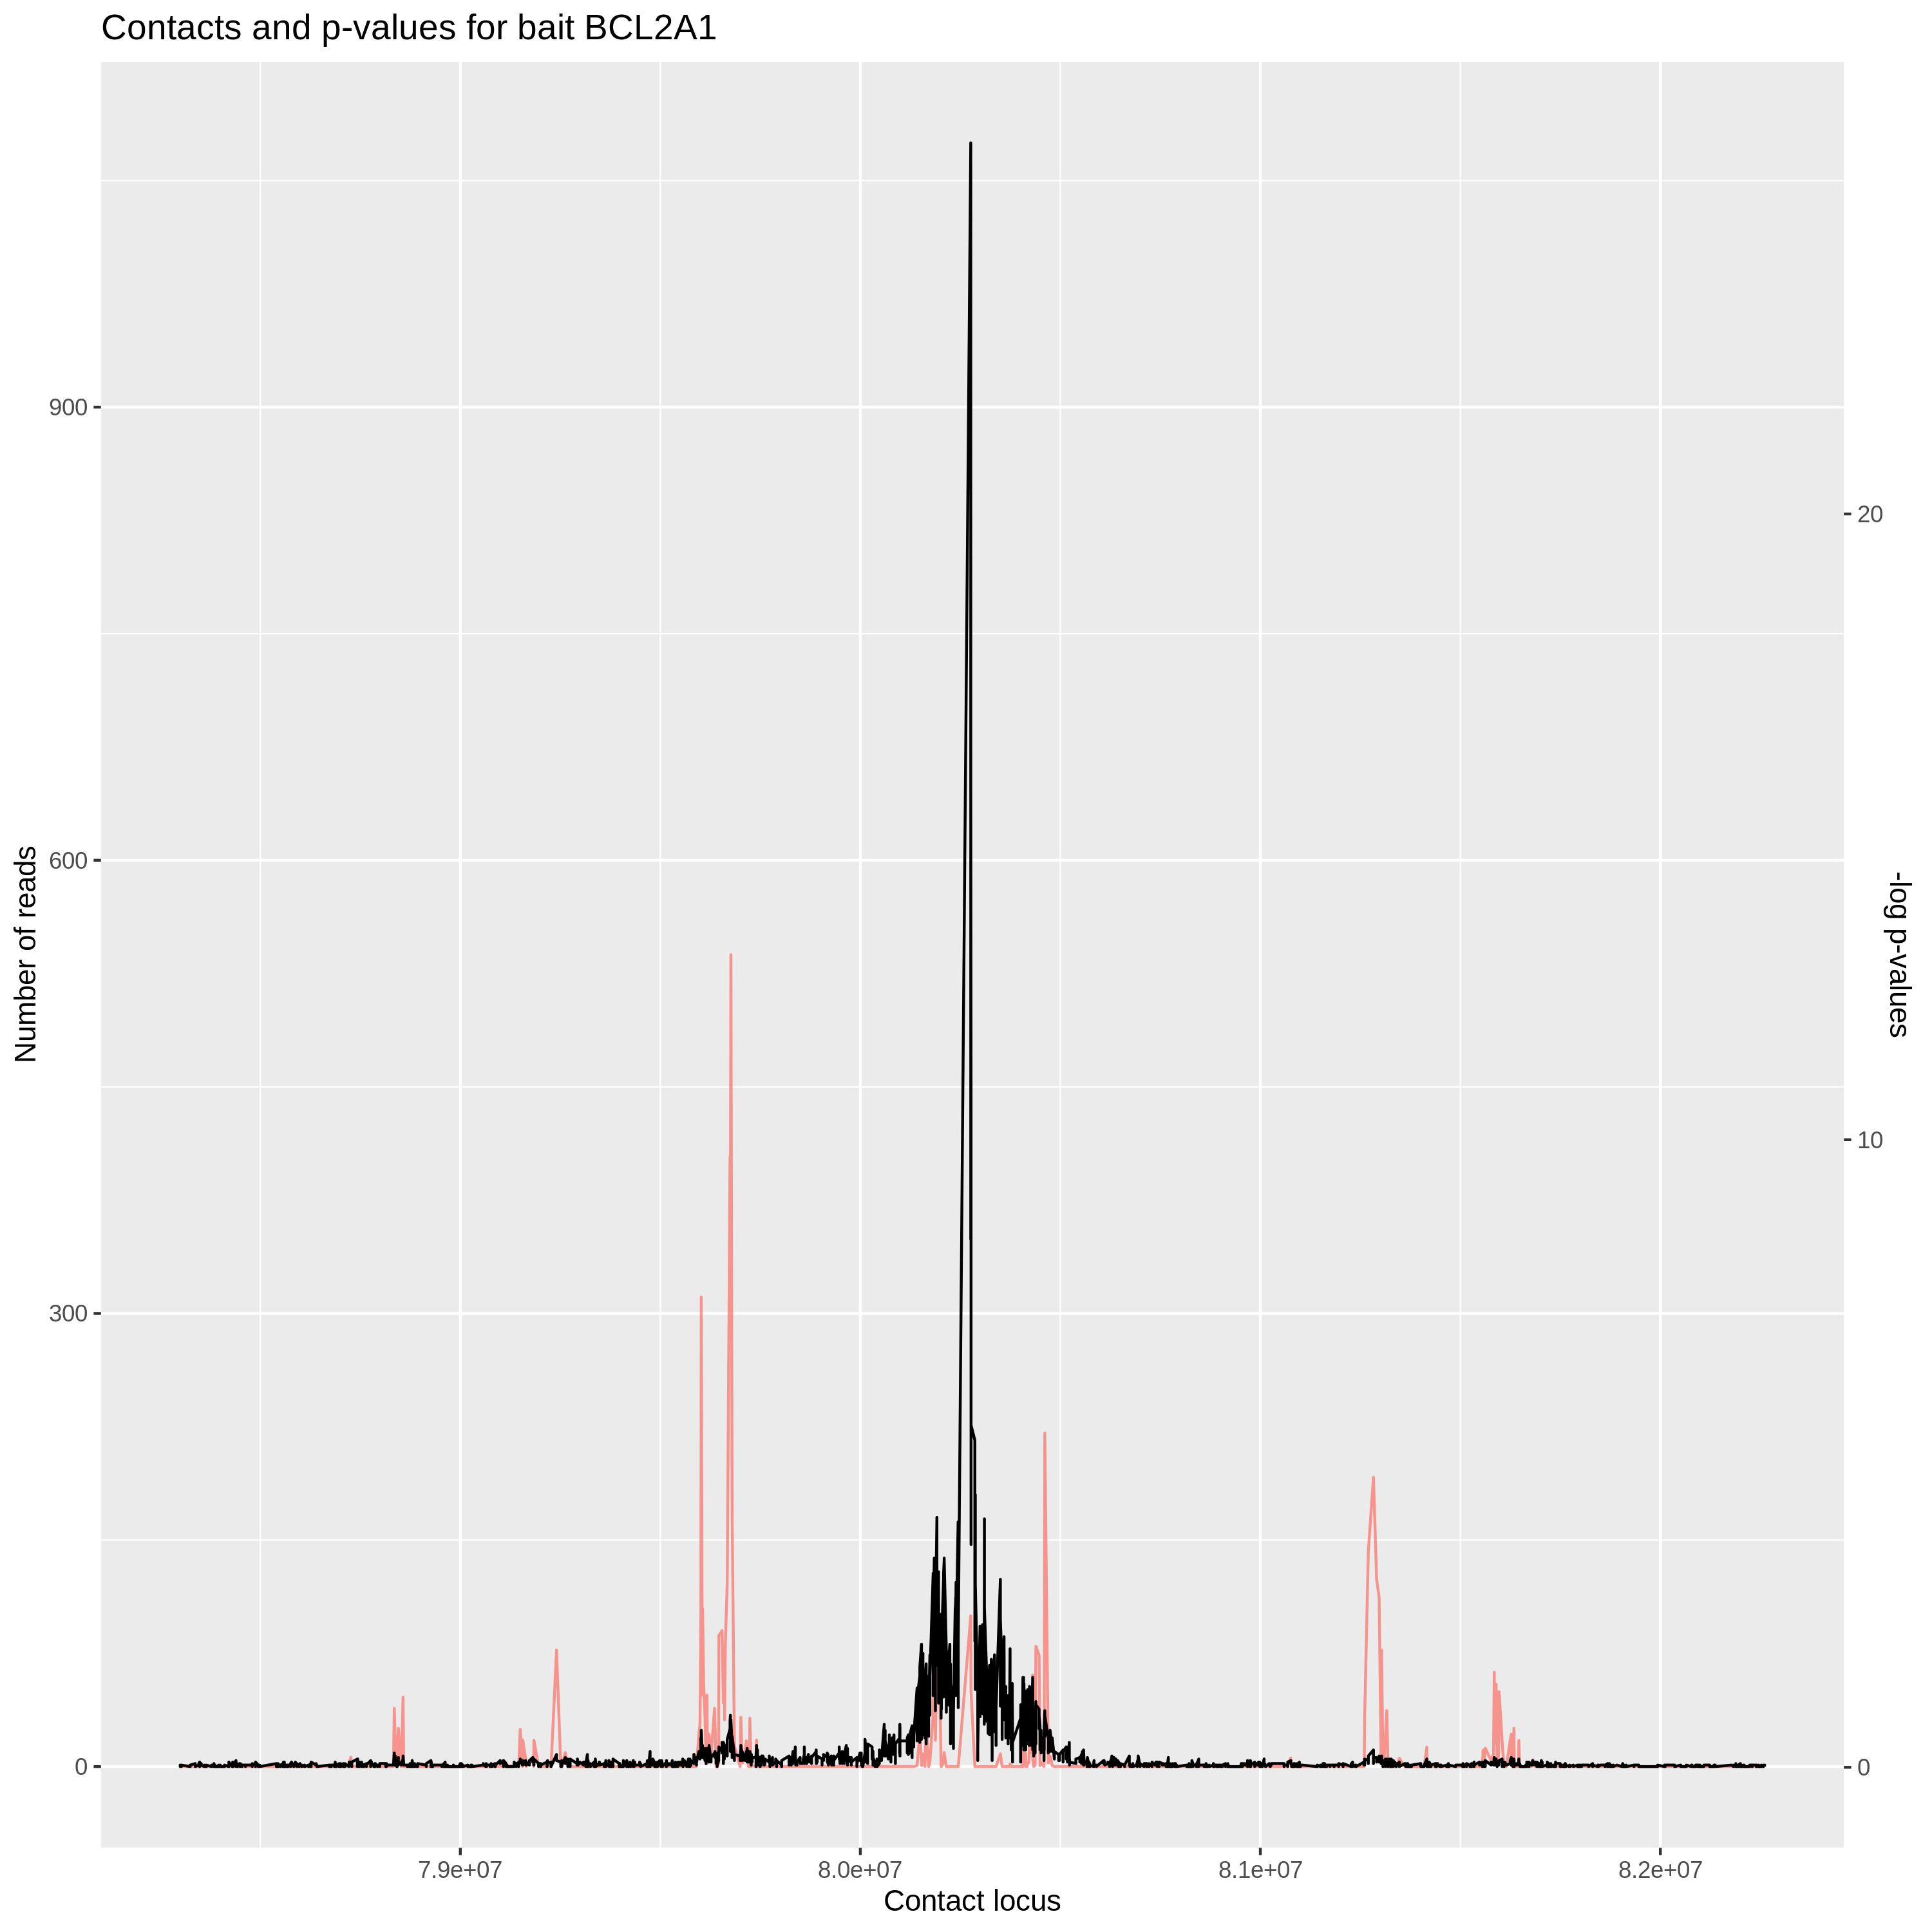 Contacts and p-values for bait BCL2A1
900
600
300
0
Number of reads
20
10
0
-log p-values
7.9e+07
8.0e+07
8.1e+07
8.2e+07
Contact locus